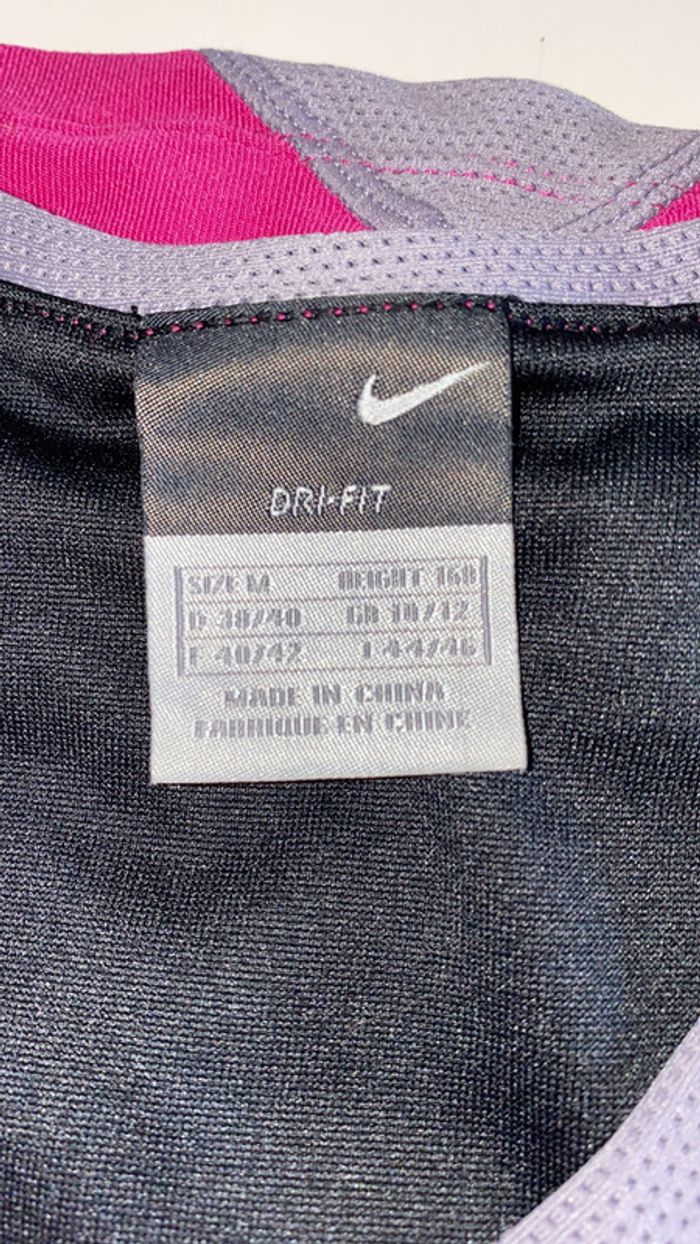 DRI-FIT
SIZE M HEIGHT 168
D 38/40 GB 10/12
F 40/42 I 44/46
MADE IN CHINA
FABRIQUE EN CHINE